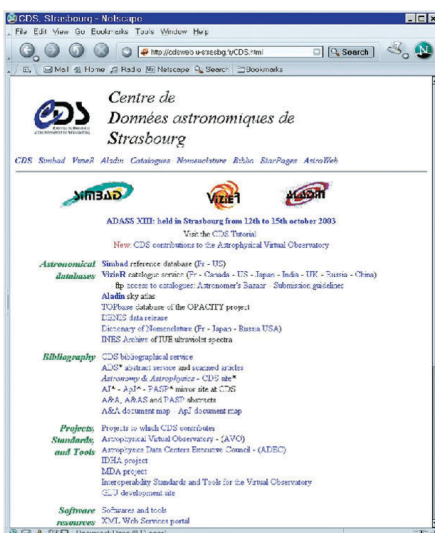 CDS, Strasbourg - Netscape
File Edit View Go Bookmarks Tools Window Help
Search
Mail Home Radio Netscape Search Bookmarks
CDS
Centre de
Données astronomiques de
Strasbourg
CDS Simbad VizieR Aladin Catalogues Nomenclature Biblio StarPages AstroWeb
SIMBAD VIZIER ALADIN
ADASS XIII: held in Strasbourg from 12th to 15th october 2003
Visit the CDS Tutorial
New: CDS contributions to the Astrophysical Virtual Observatory
Astronomical databases
Simbad reference database (Fr - US)
VizieR catalogue service (Fr - Canada - US - Japan - India - UK - Russia - China)
ftp access to catalogues: Astronomer's Bazaar - Submission guidelines
Aladin sky atlas
TOPbase database of the OPACITY project
DENIS data release
Dictionary of Nomenclature (Fr - Japan - Russia USA)
INES Archive of IUE ultraviolet spectra
Bibliography
CDS bibliographical service
ADS* abstract service and scanned articles
Astronomy & Astrophysics - CDS site*
AJ* - ApJ* - PASP* mirror site at CDS
A&A, A&AS and PASP abstracts
A&A document map - ApJ document map
Projects, Standards, and Tools
Projects to which CDS contributes
Astrophysical Virtual Observatory - (AVO)
Astrophysics Data Centers Executive Council - (ADEC)
IDHA project
MDA project
Interoperability Standards and Tools for the Virtual Observatory
GLU development site
Software resources
Softwares and tools
XML Web Services portal